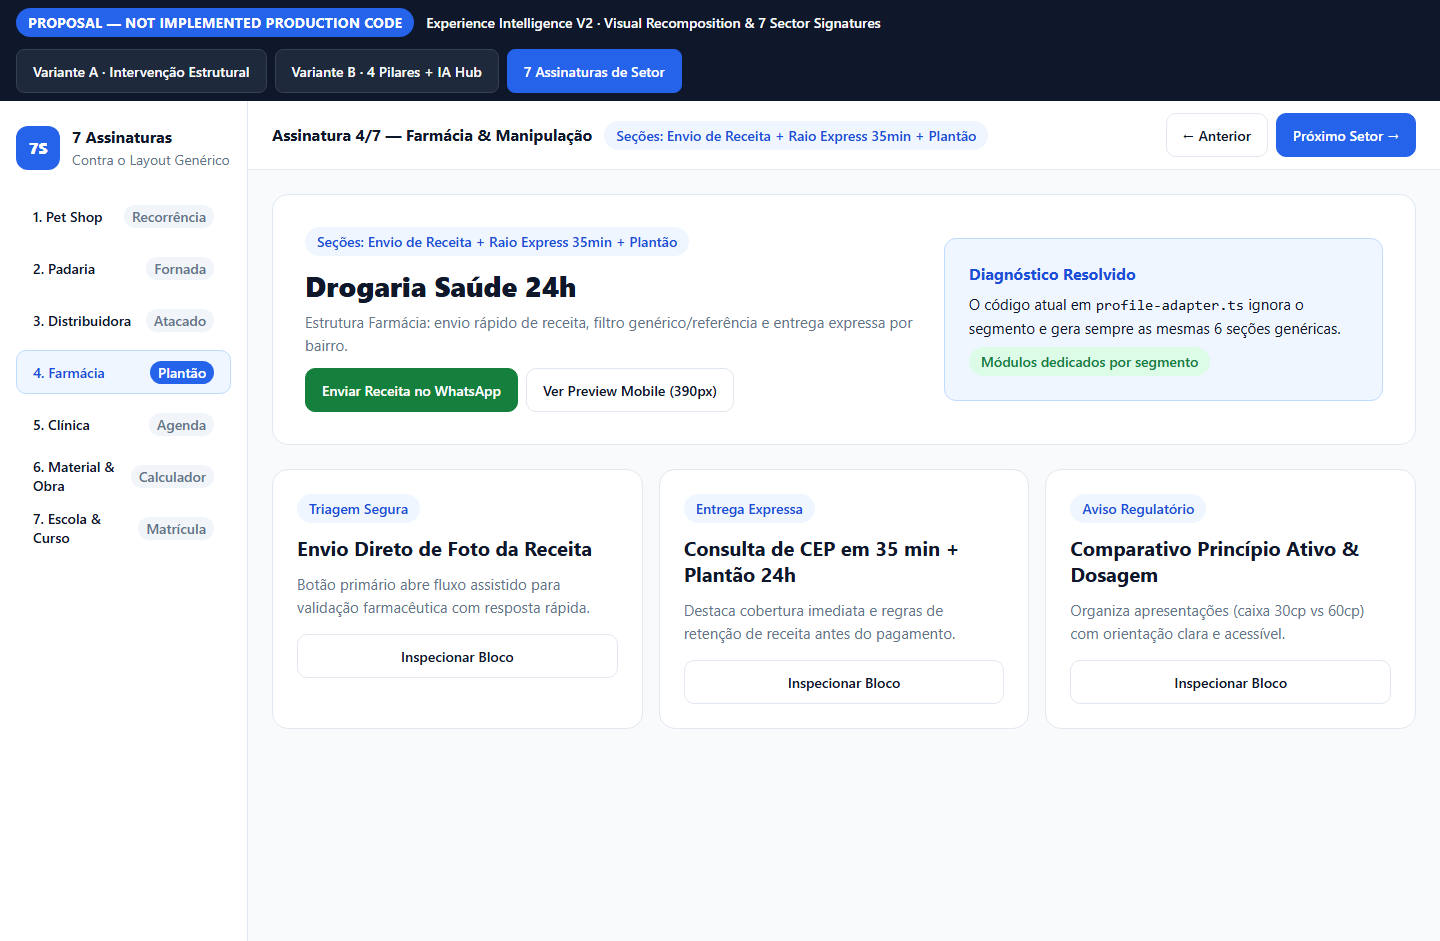 PROPOSAL — NOT IMPLEMENTED PRODUCTION CODE
Experience Intelligence V2 · Visual Recomposition & 7 Sector Signatures
Variante A · Intervenção Estrutural
Variante B · 4 Pilares + IA Hub
7 Assinaturas de Setor
7S
7 Assinaturas
Contra o Layout Genérico
1. Pet Shop
Recorrência
2. Padaria
Fornada
3. Distribuidora
Atacado
4. Farmácia
Plantão
5. Clínica
Agenda
6. Material &
Obra
Calculador
7. Escola &
Curso
Matrícula
Assinatura 4/7 — Farmácia & Manipulação
Seções: Envio de Receita + Raio Express 35min + Plantão
← Anterior
Próximo Setor →
Seções: Envio de Receita + Raio Express 35min + Plantão
Drogaria Saúde 24h
Estrutura Farmácia: envio rápido de receita, filtro genérico/referência e entrega expressa por
bairro.
Enviar Receita no WhatsApp
Ver Preview Mobile (390px)
Diagnóstico Resolvido
O código atual em profile-adapter.ts ignora o
segmento e gera sempre as mesmas 6 seções genéricas.
Módulos dedicados por segmento
Triagem Segura
Envio Direto de Foto da Receita
Botão primário abre fluxo assistido para
validação farmacêutica com resposta rápida.
Inspecionar Bloco
Entrega Expressa
Consulta de CEP em 35 min +
Plantão 24h
Destaca cobertura imediata e regras de
retenção de receita antes do pagamento.
Inspecionar Bloco
Aviso Regulatório
Comparativo Princípio Ativo &
Dosagem
Organiza apresentações (caixa 30cp vs 60cp)
com orientação clara e acessível.
Inspecionar Bloco